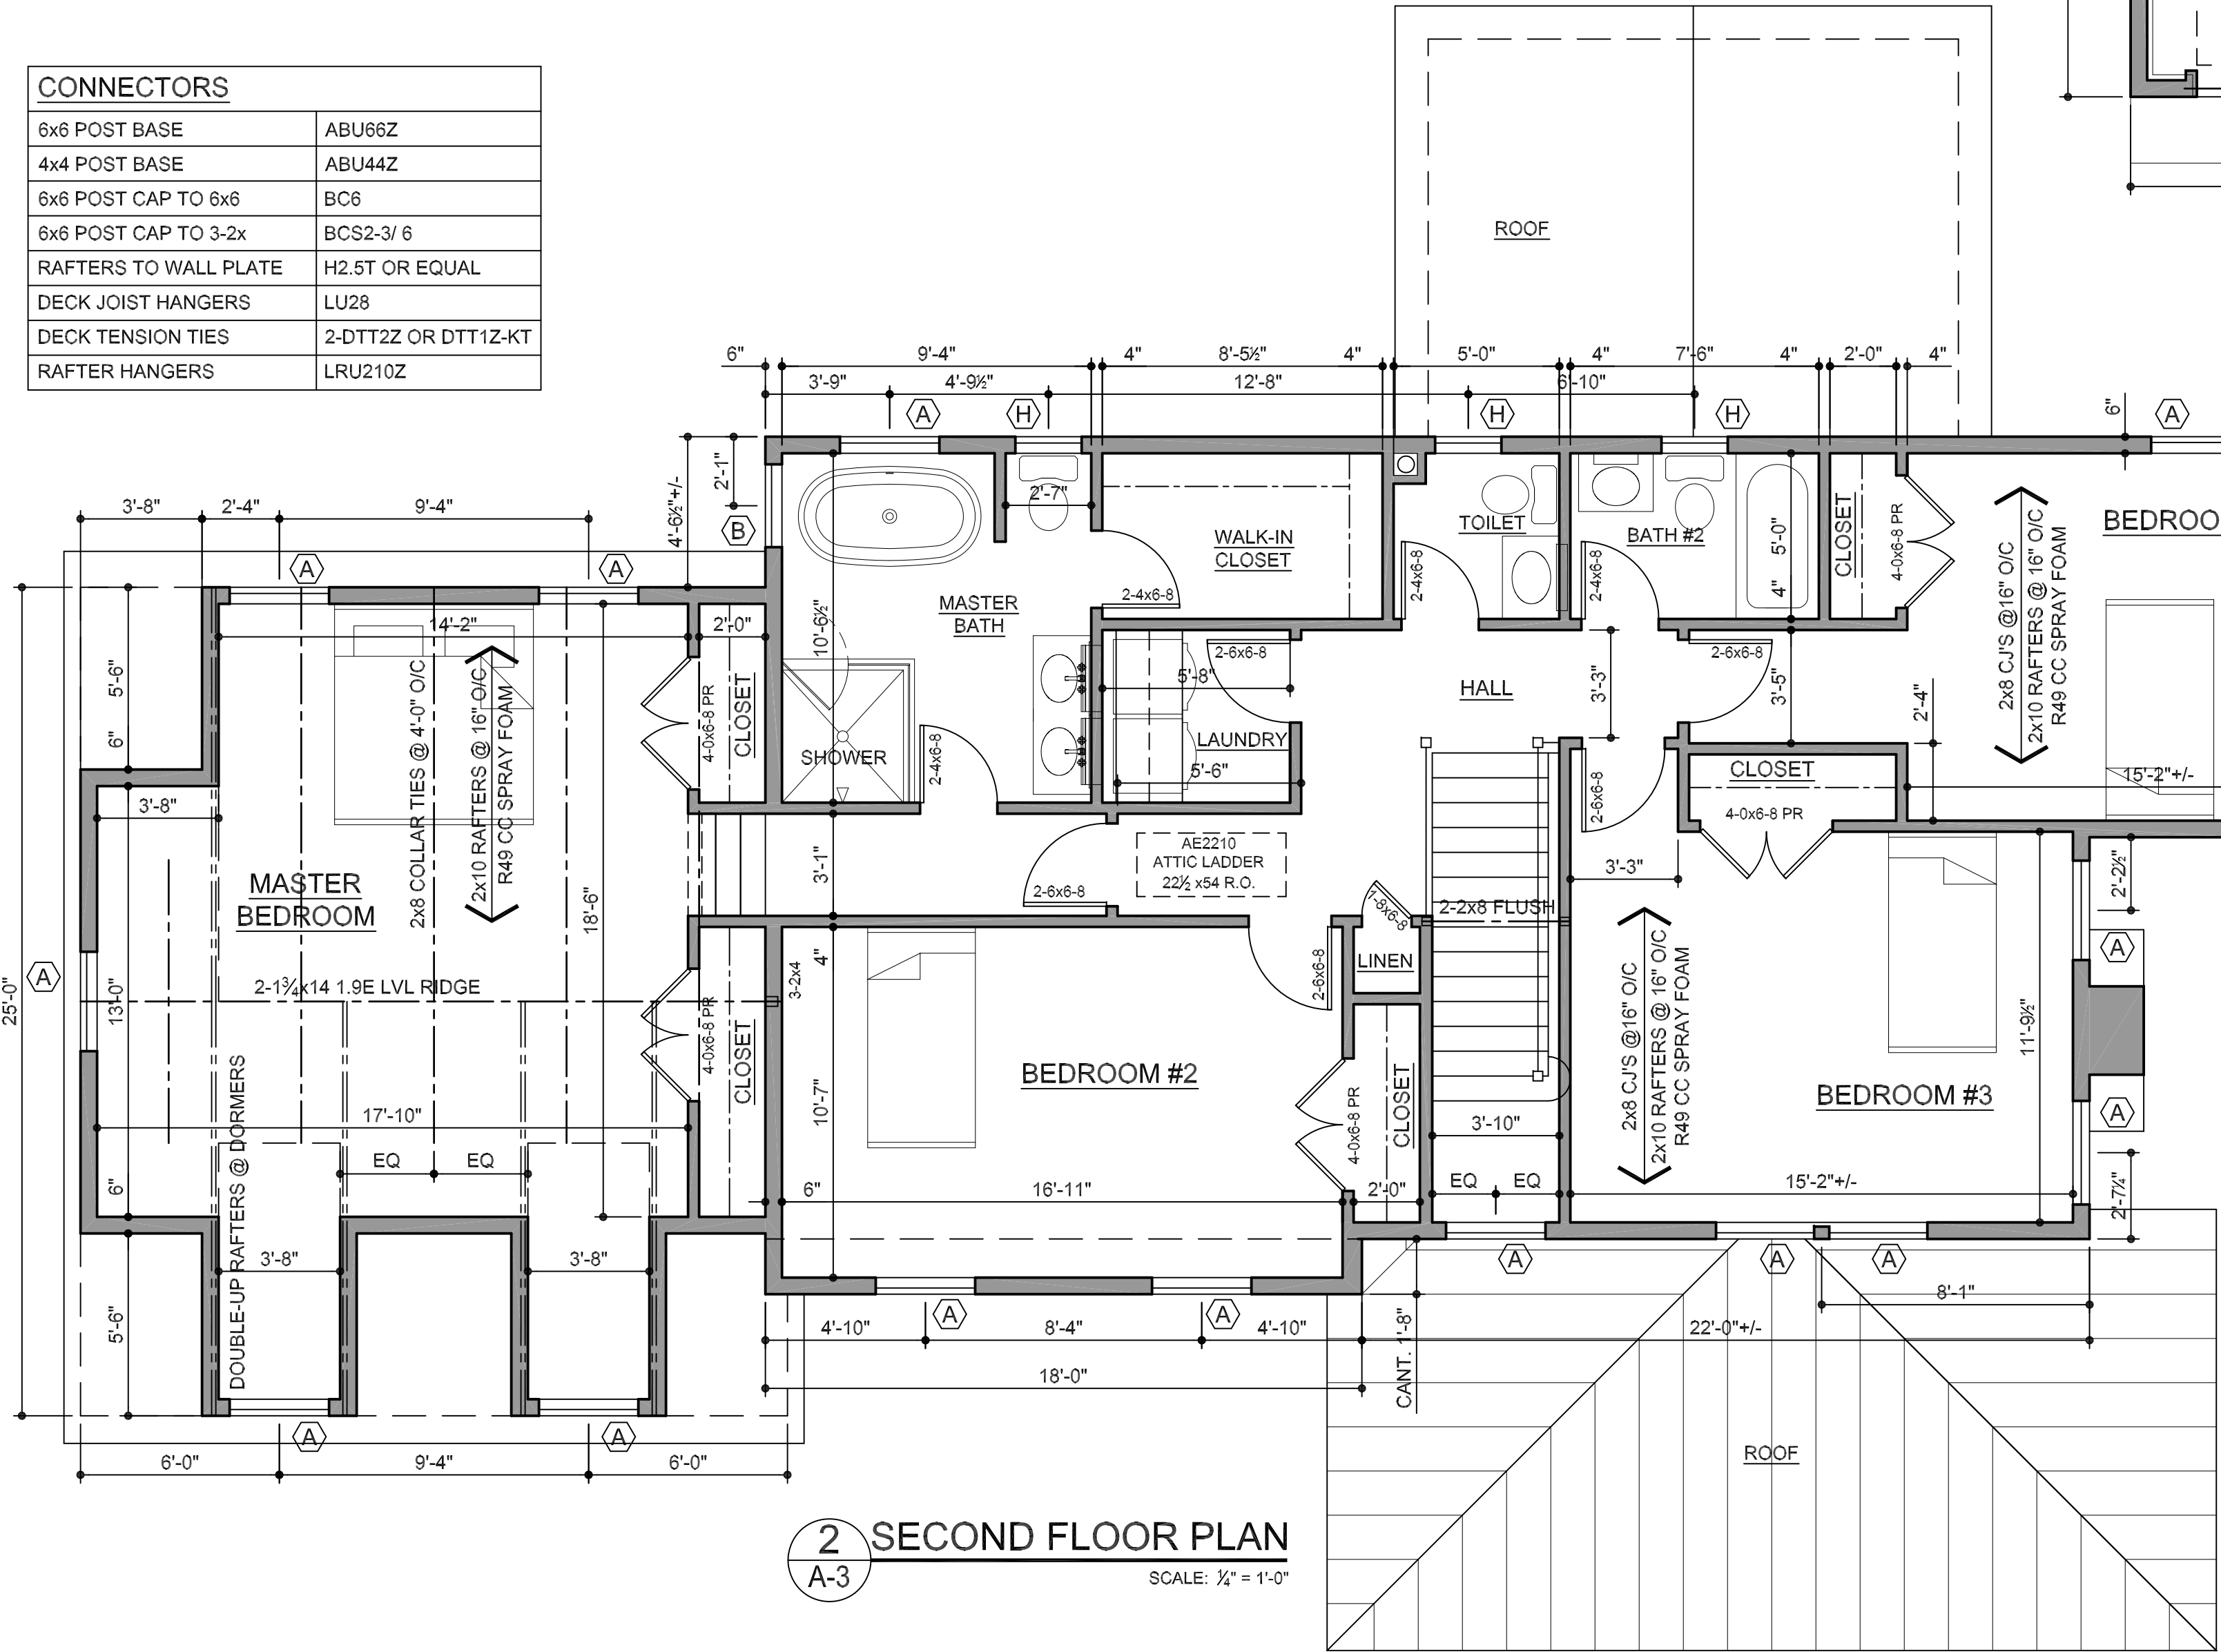 CONNECTORS
6x6 POST BASE ABU66Z
4x4 POST BASE ABU44Z
6x6 POST CAP TO 6x6 BC6
6x6 POST CAP TO 3-2x BCS2-3/ 6
RAFTERS TO WALL PLATE H2.5T OR EQUAL
DECK JOIST HANGERS LU28
DECK TENSION TIES 2-DTT2Z OR DTT1Z-KT
RAFTER HANGERS LRU210Z
ROOF
6" 9'-4" 4" 8'-5½" 4" 5'-0" 4" 7'-6" 4" 2'-0" 4"
3'-9" 4'-9½" 12'-8" 6'-10"
A H H H A
6"
2'-1"
4'-6½"+/-
B
3'-8" 2'-4" 9'-4"
A A
2'-7"
WALK-IN
CLOSET
2-4x6-8
MASTER
BATH
10'-6½"
TOILET
2-4x6-8
BATH #2
2-4x6-8
5'-0"
4"
CLOSET
4-0x6-8 PR
2x8 CJ'S @16" O/C
2x10 RAFTERS @ 16" O/C
R49 CC SPRAY FOAM
BEDROO
14'-2" 2'-0"
5'-6"
6"
3'-8"
4-0x6-8 PR
CLOSET
SHOWER
2-4x6-8
2-6x6-8
5'-8"
LAUNDRY
5'-6"
HALL
3'-3"
2-6x6-8
3'-5"
2'-4"
CLOSET
4-0x6-8 PR
2-6x6-8
15'-2"+/-
2x8 COLLAR TIES @ 4'-0" O/C
2x10 RAFTERS @ 16" O/C
R49 CC SPRAY FOAM
MASTER
BEDROOM
18'-6"
3'-1"
2-6x6-8
AE2210
ATTIC LADDER
22½ x54 R.O.
1-8x6-8
2-2x8 FLUSH
3'-3"
2'-2½"
A
25'-0"
A
13'-0"
2-1¾x14 1.9E LVL RIDGE
4-0x6-8 PR
CLOSET
3-2x4
4"
2-6x6-8
LINEN
BEDROOM #2
10'-7"
4-0x6-8 PR
CLOSET
2x8 CJ'S @16" O/C
2x10 RAFTERS @ 16" O/C
R49 CC SPRAY FOAM
11'-9½"
BEDROOM #3
A
17'-10"
DOUBLE-UP RAFTERS @ DORMERS
EQ EQ
3'-10"
6"
6" 16'-11" 2'-0" EQ EQ 15'-2"+/-
2'-7¼"
3'-8" 3'-8"
5'-6"
A A A
A A
8'-1"
4'-10" 8'-4" 4'-10" 22'-0"+/-
CANT. 1'-8"
18'-0"
A A
6'-0" 9'-4" 6'-0"
ROOF
2
A-3
SECOND FLOOR PLAN
SCALE: ¼" = 1'-0"